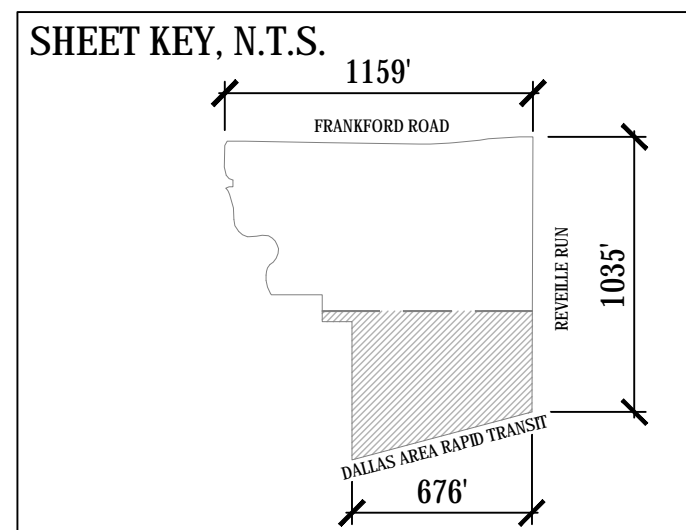 SHEET KEY, N.T.S.
1159'
FRANKFORD ROAD
REVEILLE RUN
1035'
DALLAS AREA RAPID TRANSIT
676'